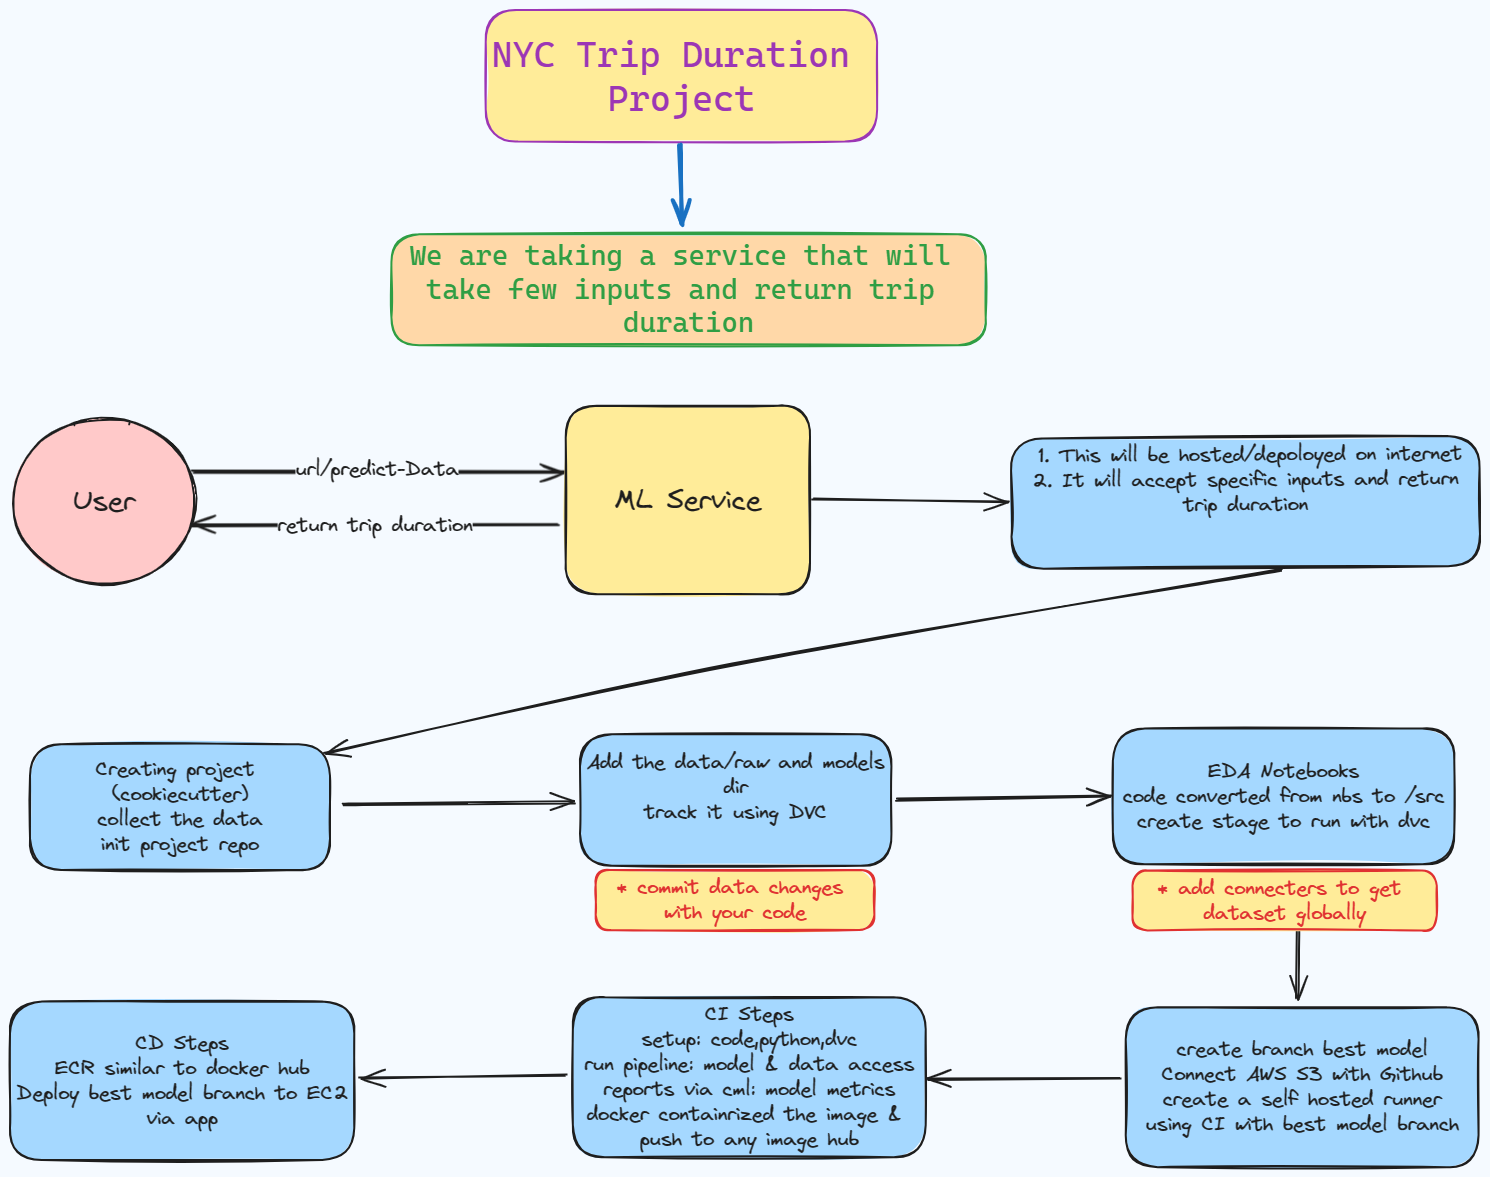 NYC Trip Duration
Project
We are taking a service that will
take few inputs and return trip
duration
User
url/predict-Data
return trip duration
ML Service
1. This will be hosted/depoloyed on internet
2. It will accept specific inputs and return
trip duration
Creating project
(cookiecutter)
collect the data
init project repo
Add the data/raw and models
dir
track it using DVC
* commit data changes
with your code
EDA Notebooks
code converted from nbs to /src
create stage to run with dvc
* add connecters to get
dataset globally
CD Steps
ECR similar to docker hub
Deploy best model branch to EC2
via app
CI Steps
setup: code,python,dvc
run pipeline: model & data access
reports via cml: model metrics
docker containrized the image &
push to any image hub
create branch best model
Connect AWS S3 with Github
create a self hosted runner
using CI with best model branch